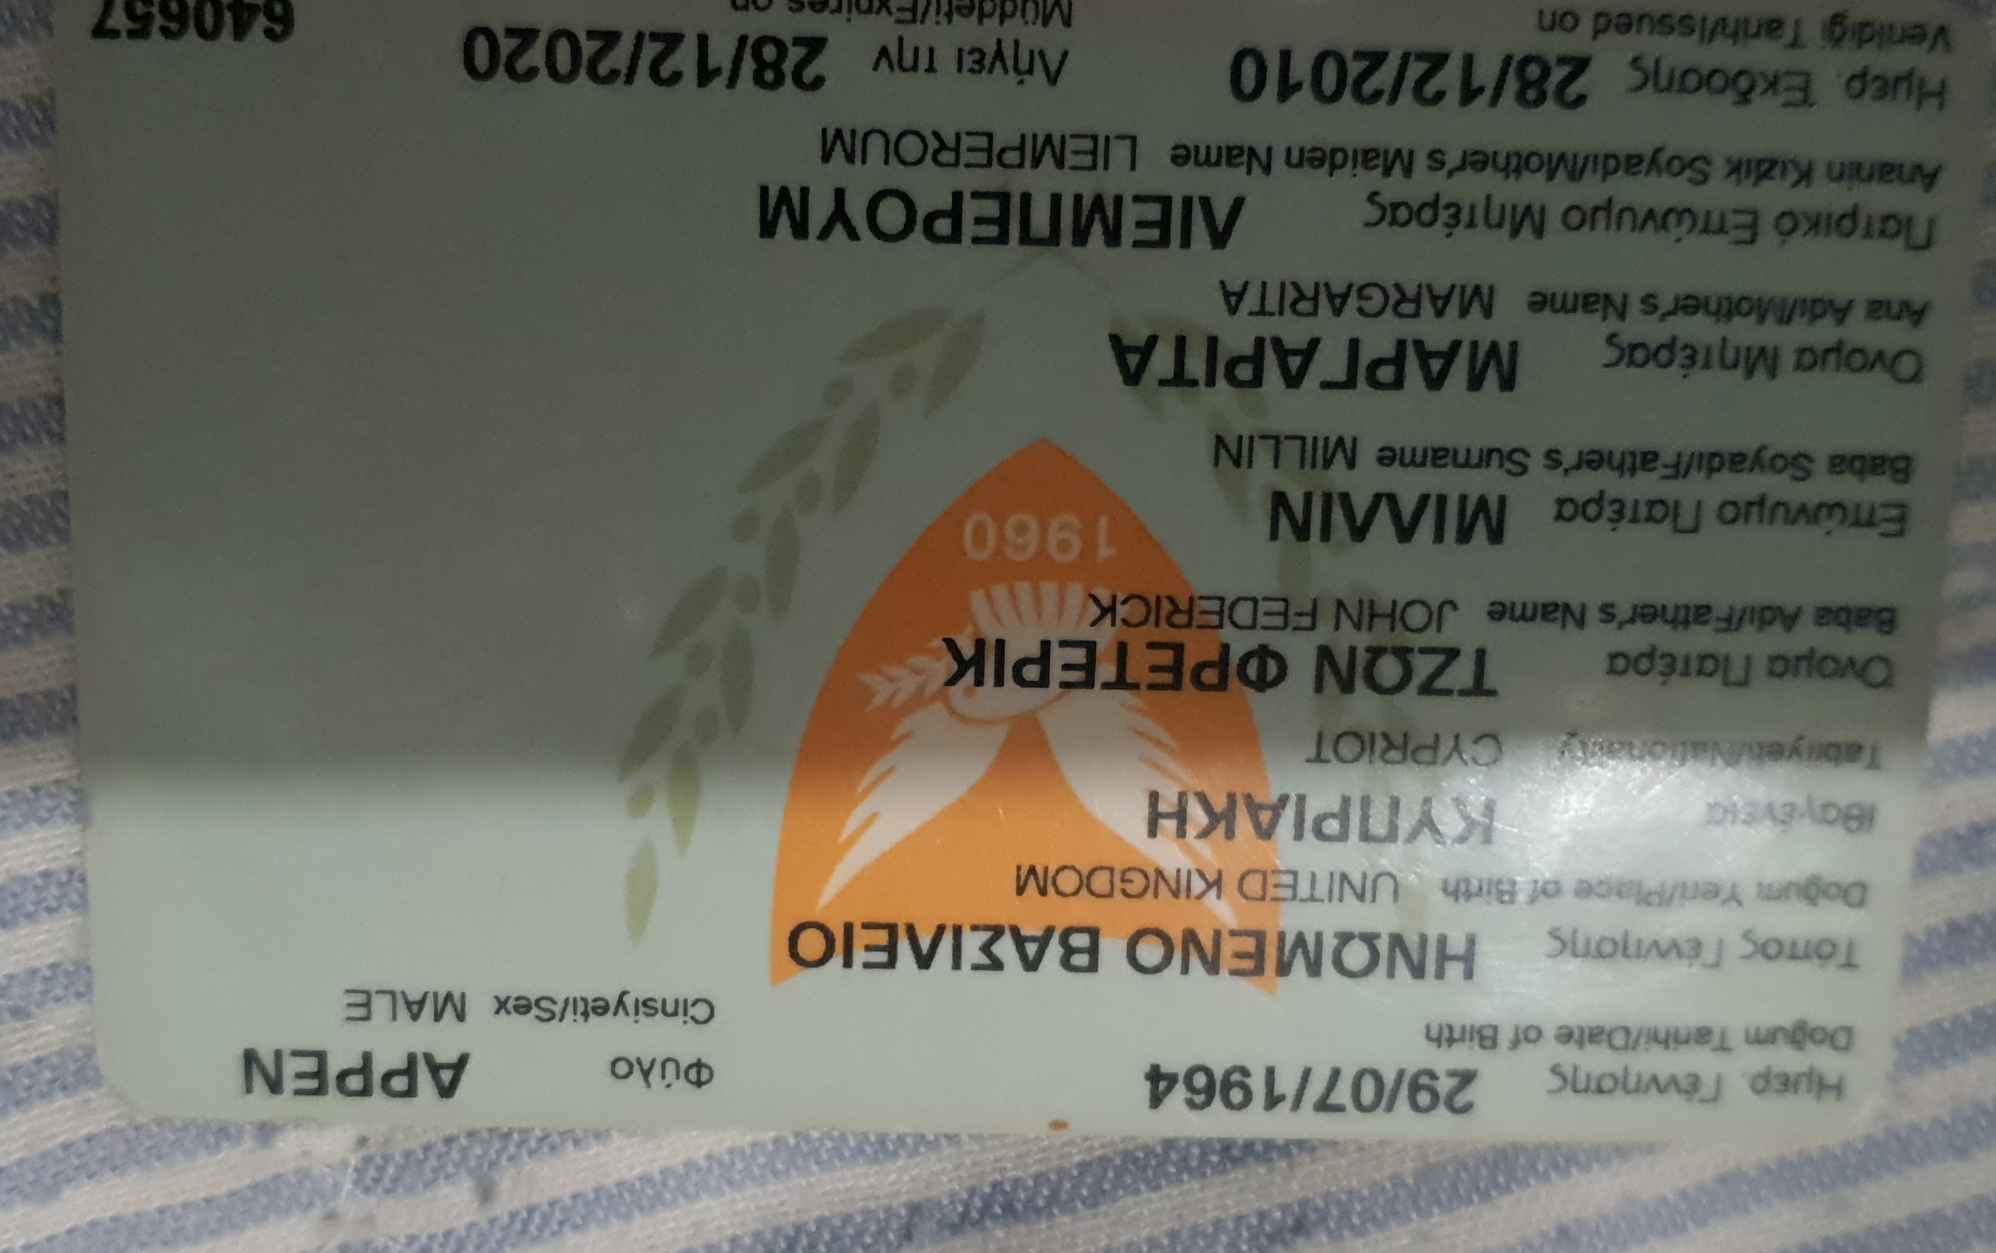 Ημερ. Γέννησης 29/07/1964 Φύλο ΑΡΡΕΝ
Doğum Tarihi/Date of Birth Cinsiyeti/Sex MALE
Τόπος Γέννησης ΗΝΩΜΕΝΟ ΒΑΣΙΛΕΙΟ
Doğum Yeri/Place of Birth UNITED KINGDOM
Ιθαγένεια ΚΥΠΡΙΑΚΗ
Tabiiyeti/Nationality CYPRIOT
Όνομα Πατέρα ΤΖΩΝ ΦΡΕΤΕΡΙΚ
Baba Adı/Father's Name JOHN FEDERICK
1960
Επώνυμο Πατέρα ΜΙΛΛΙΝ
Baba Soyadı/Father's Surname MILLIN
Όνομα Μητέρας ΜΑΡΓΑΡΙΤΑ
Ana Adı/Mother's Name MARGARITA
Πατρικό Επώνυμο Μητέρας ΛΙΕΜΠΕΡΟΥΜ
Ananın Kızlık Soyadı/Mother's Maiden Name LIEMPEROUM
Ημερ. Έκδοσης 28/12/2010 Λήγει την 28/12/2020 640657
Verildiği Tarih/Issued on Müddeti/Expires on